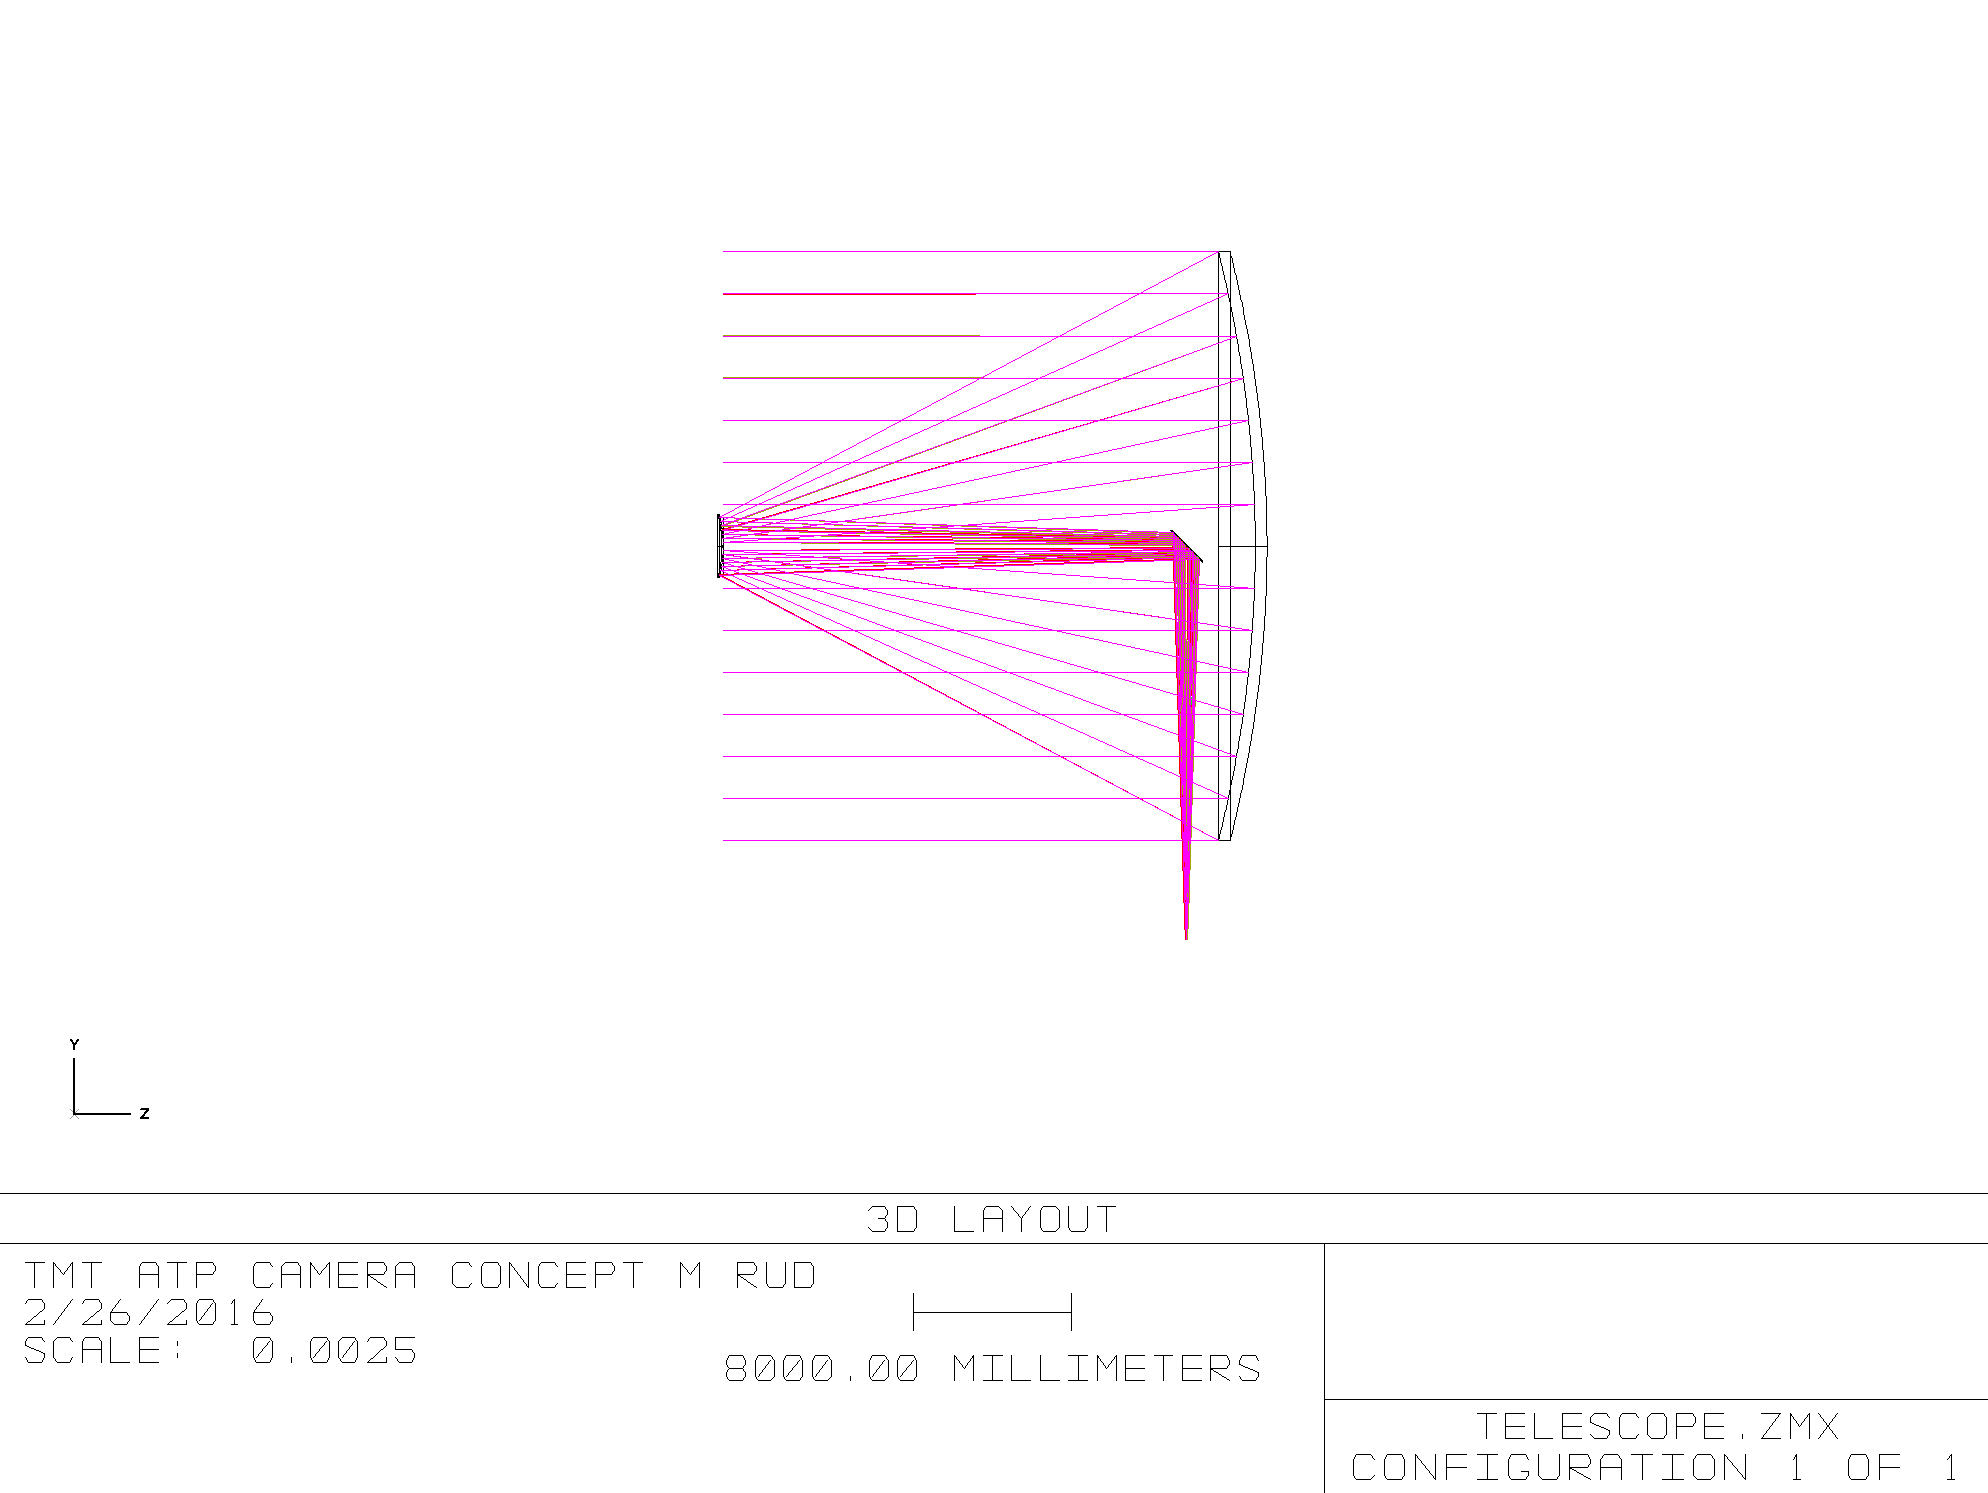 Y
Z
3D LAYOUT
TMT ATP CAMERA CONCEPT M RUD
2/26/2016
SCALE: 0.0025
8000.00 MILLIMETERS
TELESCOPE.ZMX
CONFIGURATION 1 OF 1